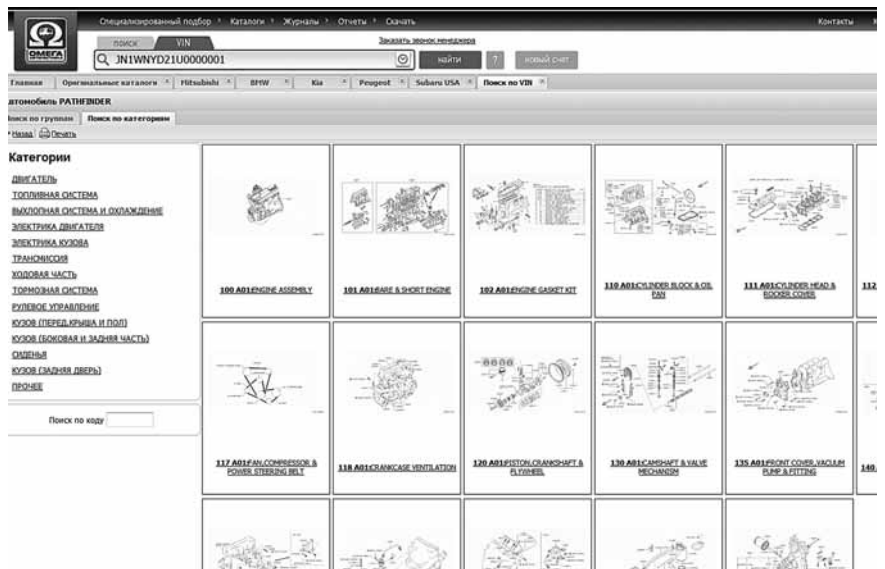 Специализированный подбор Каталоги Журналы Отчеты Скачать Контакты
ОМЕГА
ПОИСК VIN
Заказать звонок менеджера
JN1WNYD21U0000001 НАЙТИ ? НОВЫЙ СЧЕТ
Главная Оригинальные каталоги Mitsubishi BMW Kia Peugeot Subaru USA Поиск по VIN
втомобиль PATHFINDER
Поиск по группам Поиск по категориям
Назад Печать
Категории
ДВИГАТЕЛЬ
ТОПЛИВНАЯ СИСТЕМА
ВЫХЛОПНАЯ СИСТЕМА И ОХЛАЖДЕНИЕ
ЭЛЕКТРИКА ДВИГАТЕЛЯ
ЭЛЕКТРИКА КУЗОВА
ТРАНСМИССИЯ
ХОДОВАЯ ЧАСТЬ
ТОРМОЗНАЯ СИСТЕМА
РУЛЕВОЕ УПРАВЛЕНИЕ
КУЗОВ (ПЕРЕД,КРЫША И ПОЛ)
КУЗОВ (БОКОВАЯ И ЗАДНЯЯ ЧАСТЬ)
СИДЕНЬЯ
КУЗОВ (ЗАДНЯЯ ДВЕРЬ)
ПРОЧЕЕ
Поиск по коду
100 A01:ENGINE ASSEMBLY
101 A01:BARE & SHORT ENGINE
102 A01:ENGINE GASKET KIT
110 A01:CYLINDER BLOCK & OIL
PAN
111 A01:CYLINDER HEAD &
ROCKER COVER
112
117 A01:FAN,COMPRESSOR &
POWER STEERING BELT
118 A01:CRANKCASE VENTILATION
120 A01:PISTON,CRANKSHAFT &
FLYWHEEL
130 A01:CAMSHAFT & VALVE
MECHANISM
135 A01:FRONT COVER,VACUUM
PUMP & FITTING
140